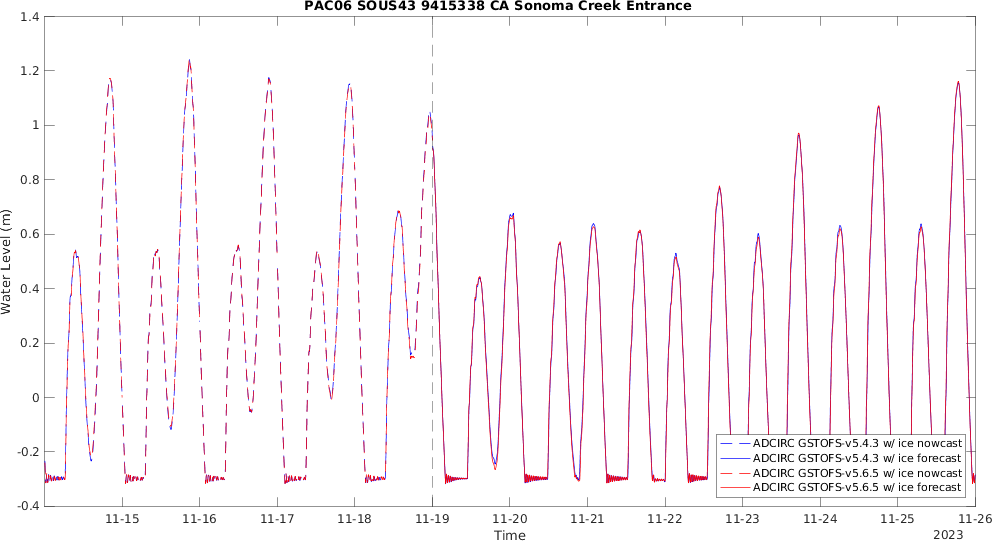 PAC06 SOUS43 9415338 CA Sonoma Creek Entrance
1.4
1.2
1
0.8
0.6
0.4
0.2
0
-0.2
-0.4
Water Level (m)
ADCIRC GSTOFS-v5.4.3 w/ ice nowcast
ADCIRC GSTOFS-v5.4.3 w/ ice forecast
ADCIRC GSTOFS-v5.6.5 w/ ice nowcast
ADCIRC GSTOFS-v5.6.5 w/ ice forecast
11-15 11-16 11-17 11-18 11-19 11-20 11-21 11-22 11-23 11-24 11-25 11-26
Time 2023